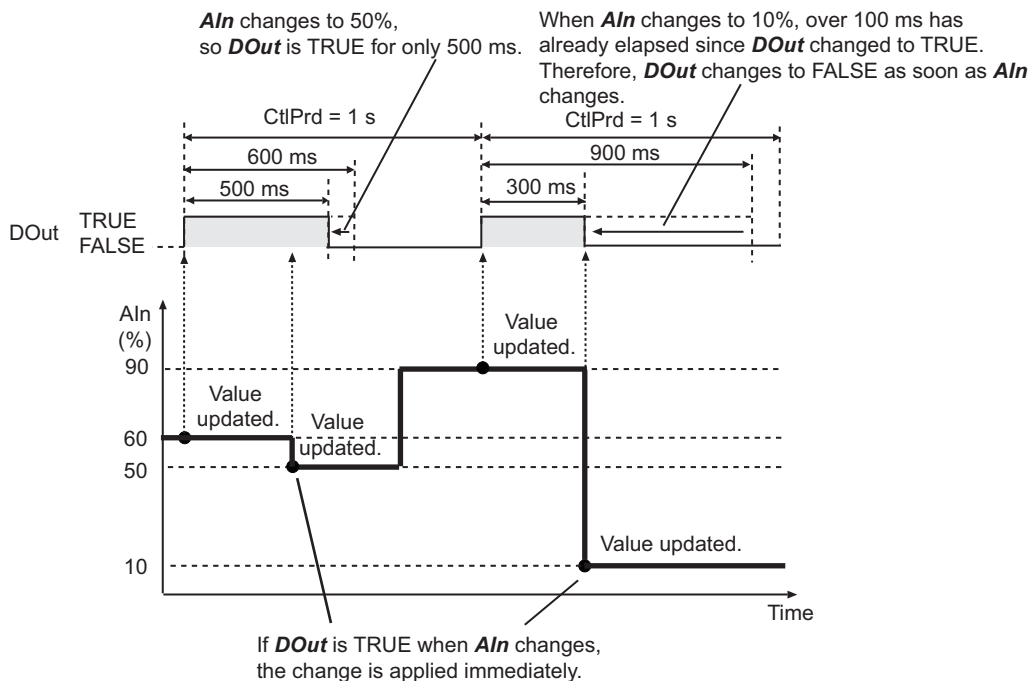 AIn changes to 50%,
so DOut is TRUE for only 500 ms.
When AIn changes to 10%, over 100 ms has
already elapsed since DOut changed to TRUE.
Therefore, DOut changes to FALSE as soon as AIn
changes.
CtlPrd = 1 s
CtlPrd = 1 s
600 ms
900 ms
500 ms
300 ms
DOut
TRUE
FALSE
AIn
(%)
90
60
50
10
Value
updated.
Value
updated.
Value
updated.
Value updated.
Time
If DOut is TRUE when AIn changes,
the change is applied immediately.